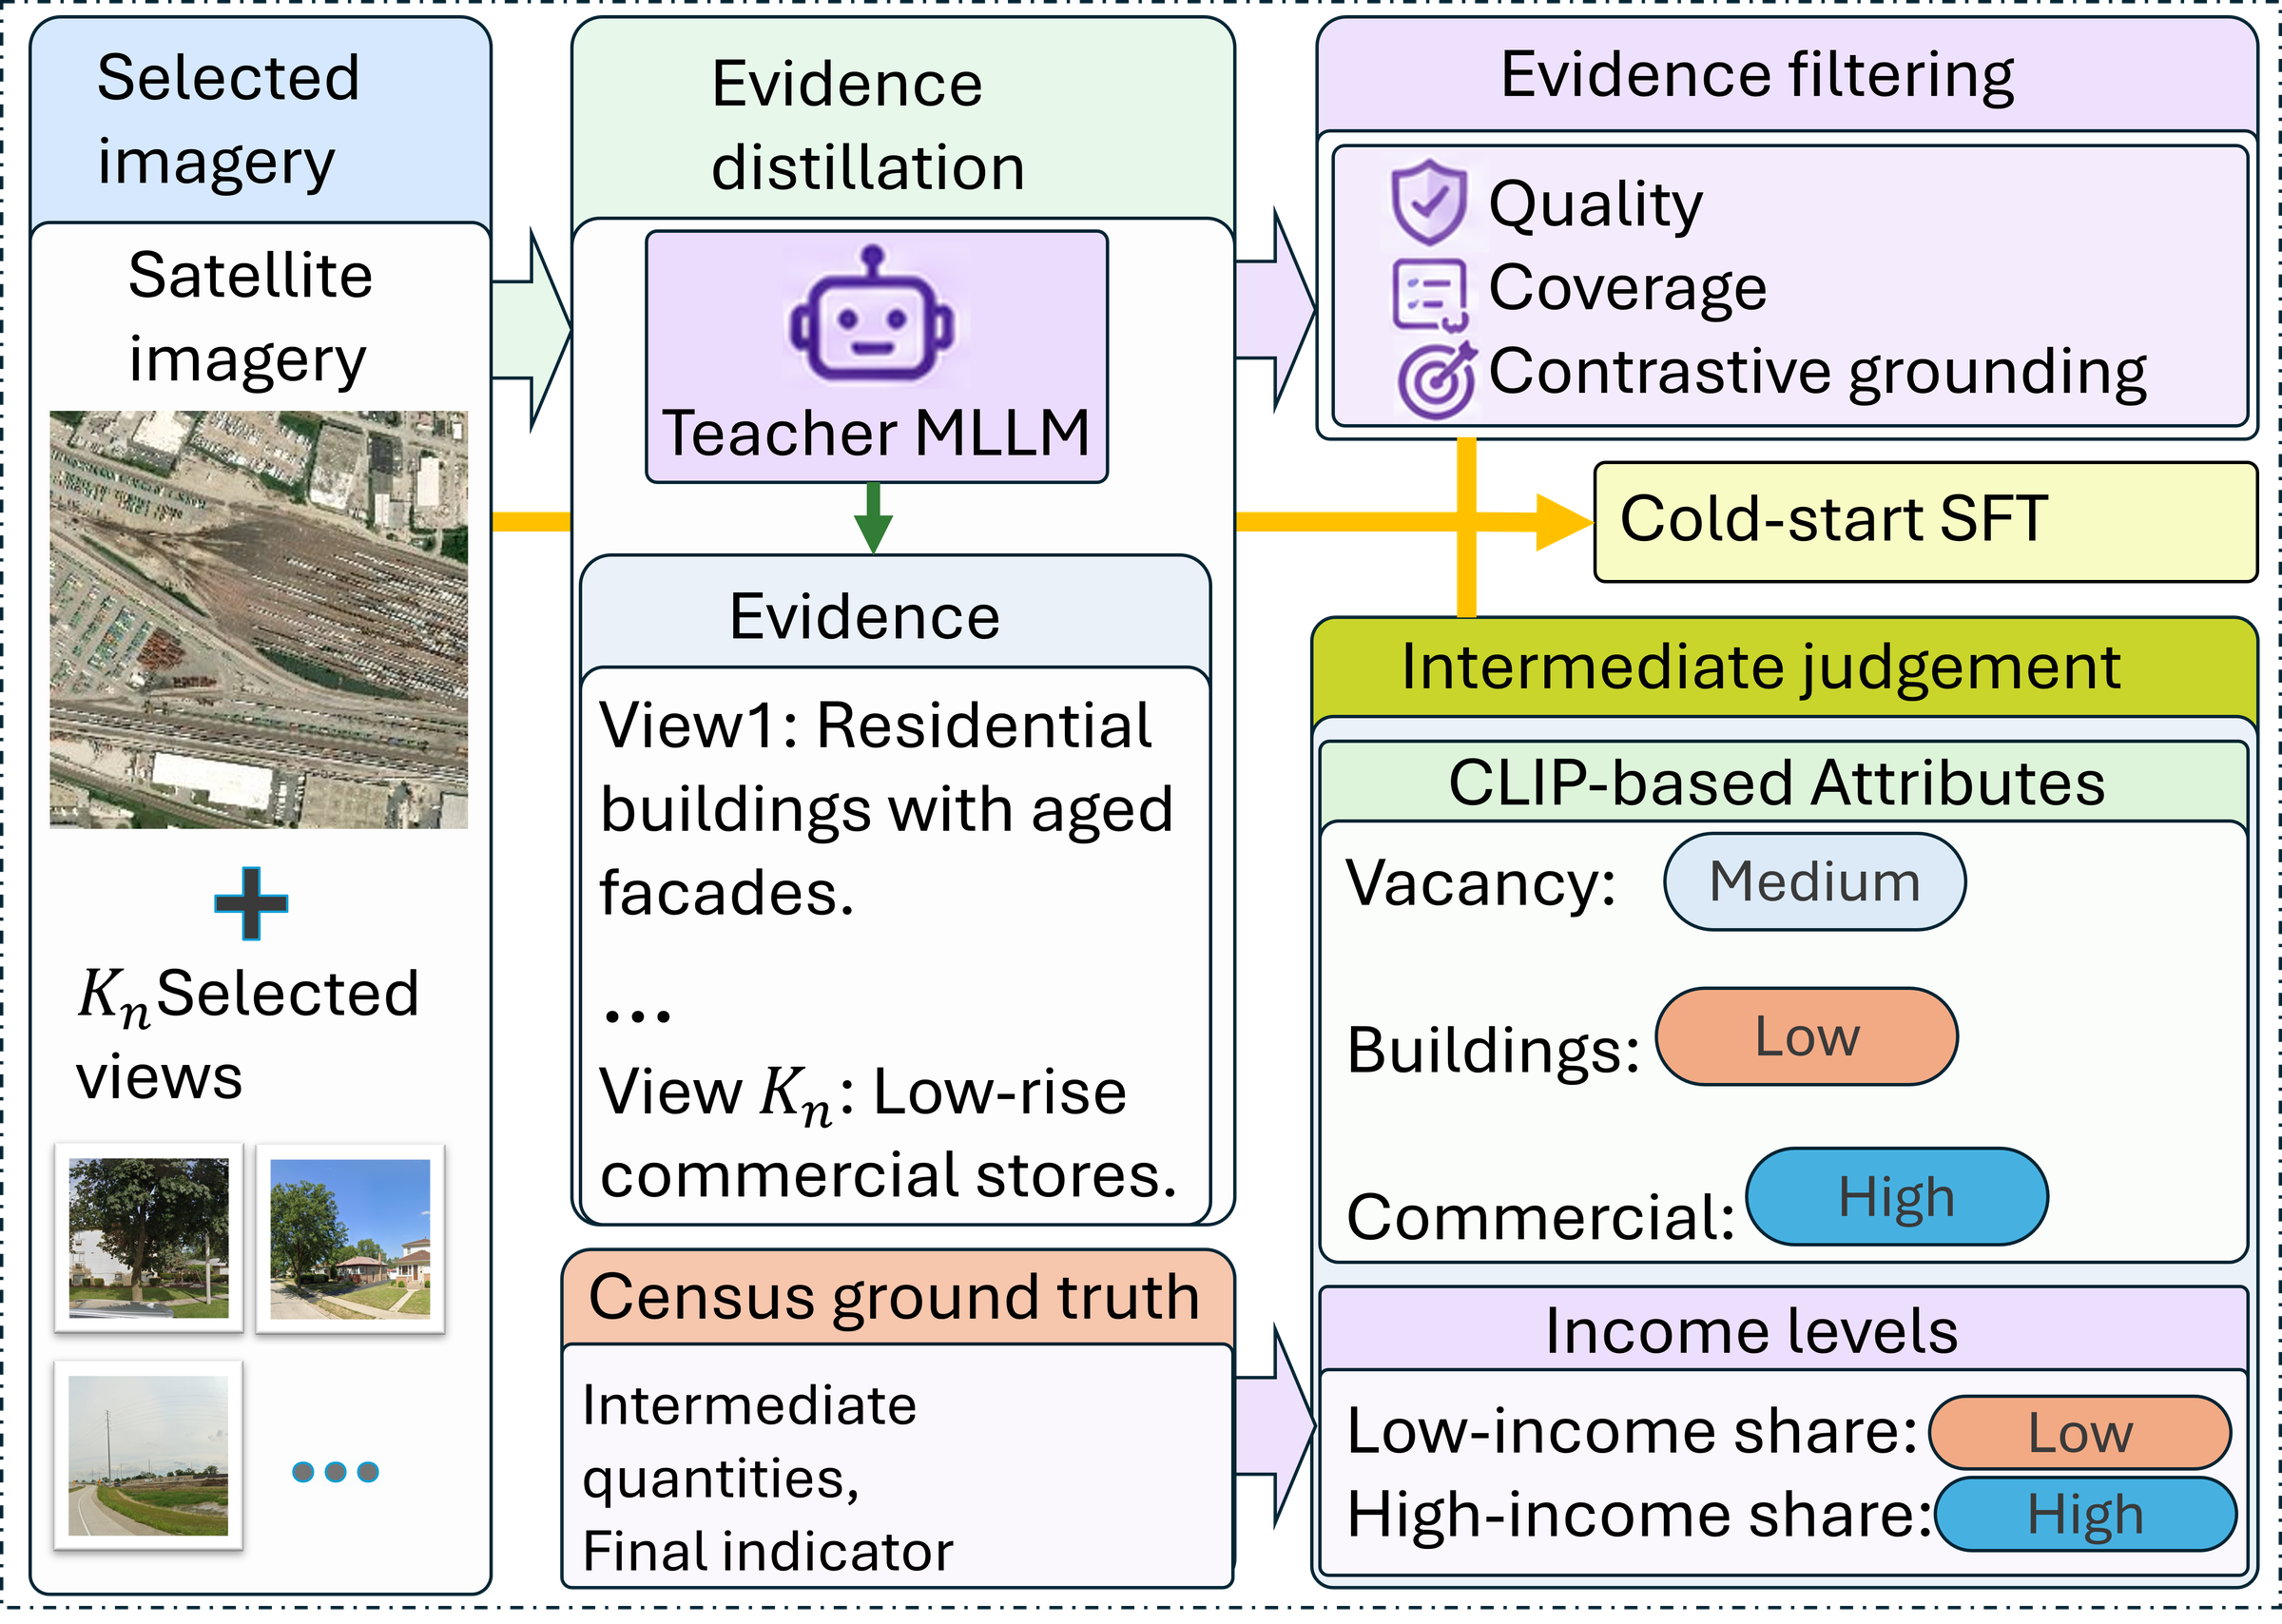 Selected
imagery
Satellite
imagery
K_n Selected
views
Evidence
distillation
Teacher MLLM
Evidence
View1: Residential
buildings with aged
facades.
...
View K_n: Low-rise
commercial stores.
Census ground truth
Intermediate
quantities,
Final indicator
Evidence filtering
Quality
Coverage
Contrastive grounding
Cold-start SFT
Intermediate judgement
CLIP-based Attributes
Vacancy: Medium
Buildings: Low
Commercial: High
Income levels
Low-income share: Low
High-income share: High